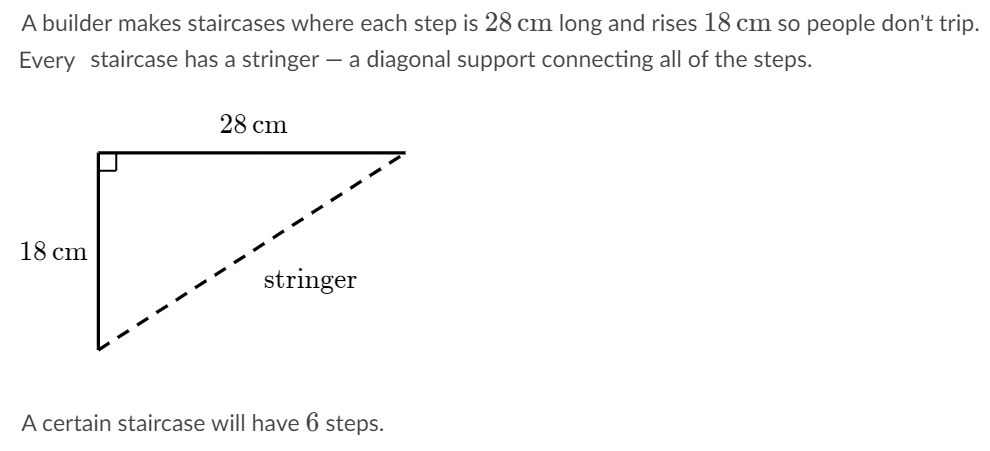 A builder makes staircases where each step is 28 cm long and rises 18 cm so people don't trip.
Every staircase has a stringer – a diagonal support connecting all of the steps.
28 cm
18 cm
stringer
A certain staircase will have 6 steps.